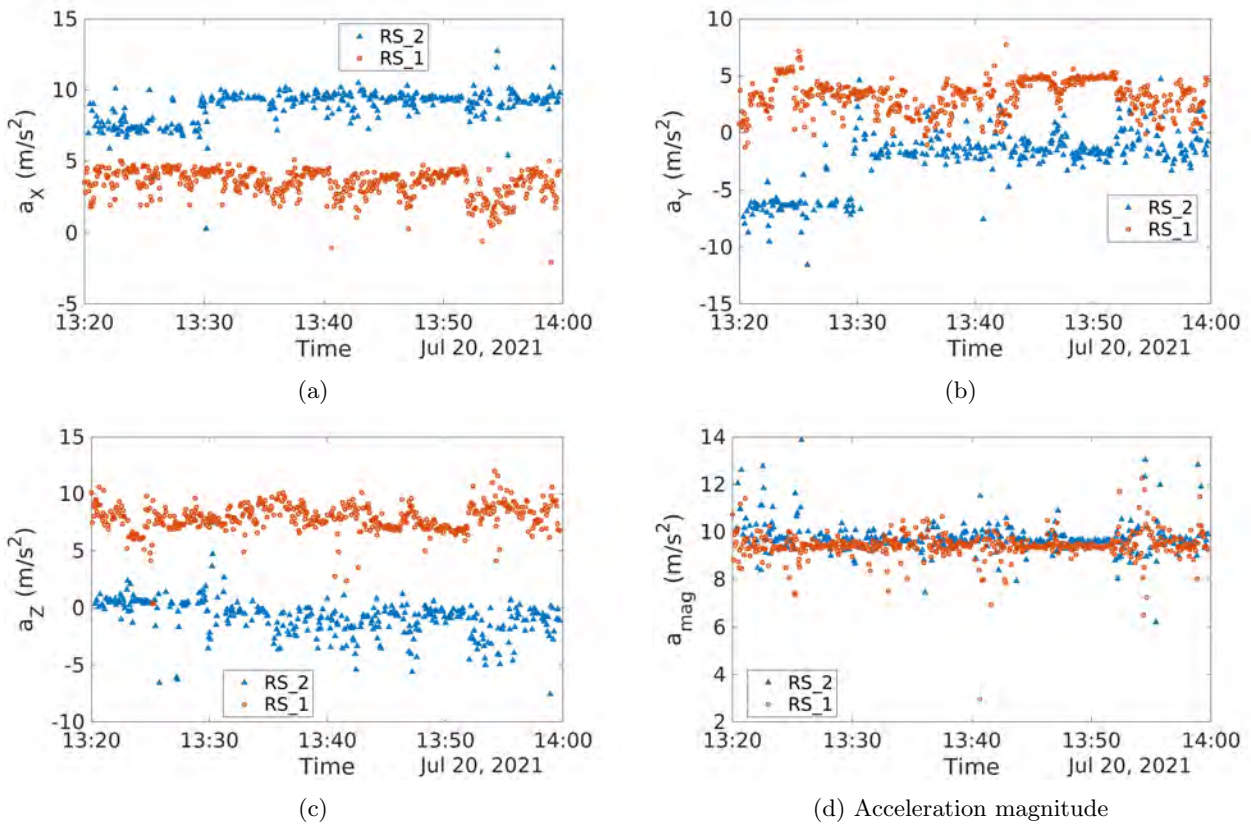 15
10
5
0
-5
a_X (m/s^2)
RS_2
RS_1
13:20 13:30 13:40 13:50 14:00
Time Jul 20, 2021
(a)
15
10
5
0
-5
-10
-15
a_Y (m/s^2)
RS_2
RS_1
13:20 13:30 13:40 13:50 14:00
Time Jul 20, 2021
(b)
15
10
5
0
-5
-10
a_Z (m/s^2)
RS_2
RS_1
13:20 13:30 13:40 13:50 14:00
Time Jul 20, 2021
(c)
14
12
10
8
6
4
2
a_mag (m/s^2)
RS_2
RS_1
13:20 13:30 13:40 13:50 14:00
Time Jul 20, 2021
(d) Acceleration magnitude